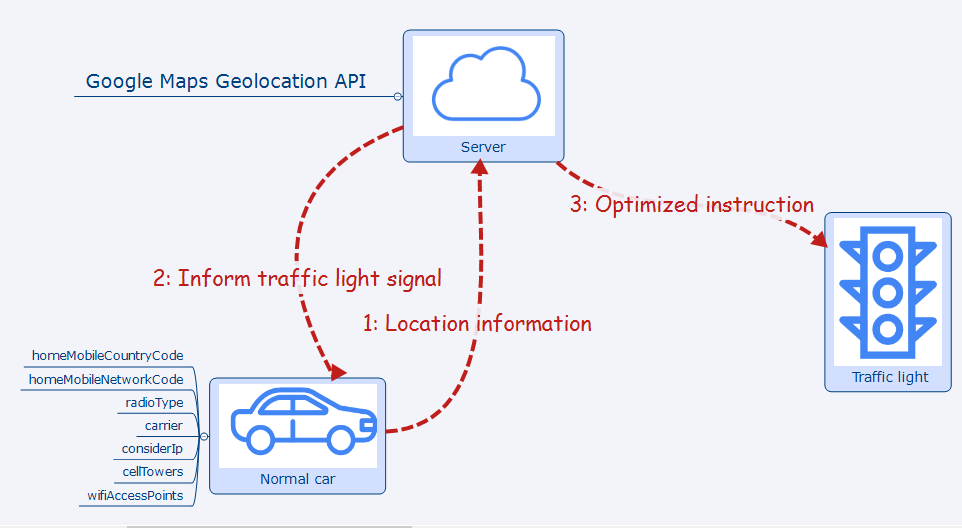 Google Maps Geolocation API
Server
3: Optimized instruction
2: Inform traffic light signal
1: Location information
Traffic light
homeMobileCountryCode
homeMobileNetworkCode
radioType
carrier
considerIp
cellTowers
wifiAccessPoints
Normal car